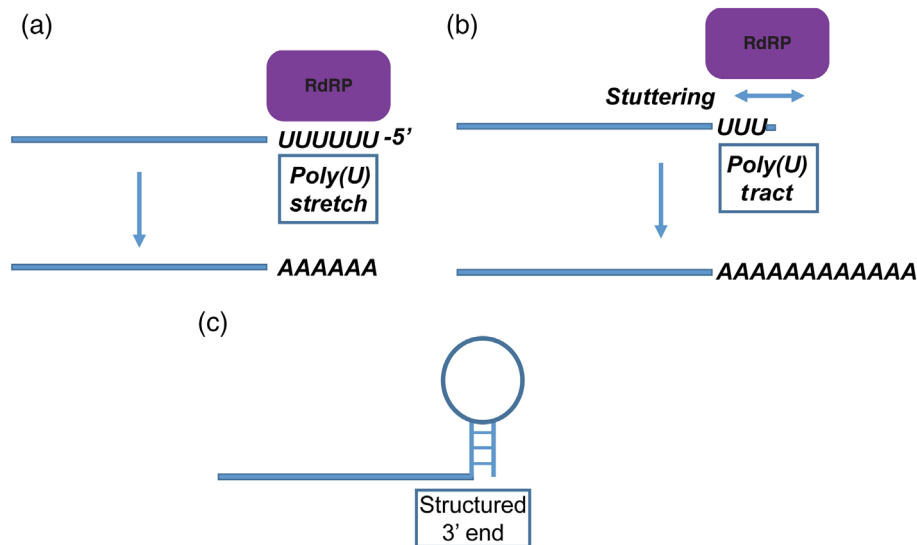 (a)
RdRP
UUUUUU-5'
Poly(U)
stretch
AAAAAA
(b)
RdRP
Stuttering
UUU
Poly(U)
tract
AAAAAAAAAAAA
(c)
Structured
3' end